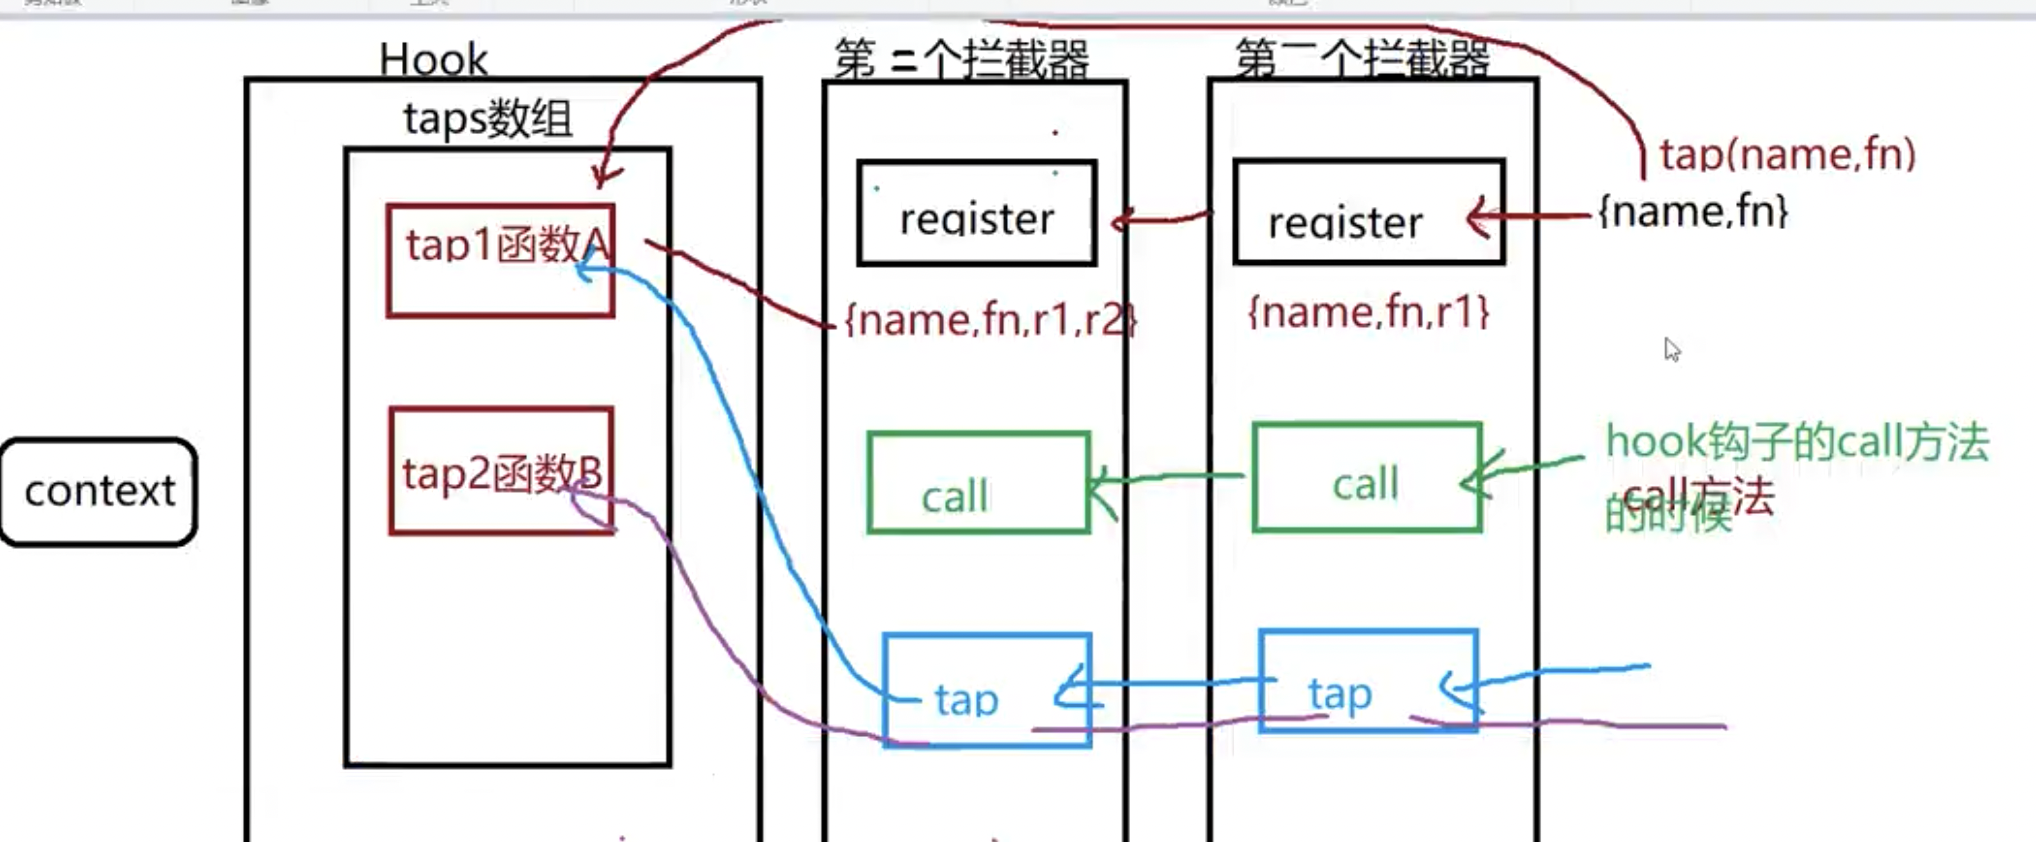 Hook
taps数组
tap1函数A
tap2函数B
context
第二个拦截器
register
{name,fn,r1,r2}
call
tap
第一个拦截器
register
{name,fn,r1}
call
tap
tap(name,fn)
{name,fn}
hook钩子的call方法
的时候
call方法